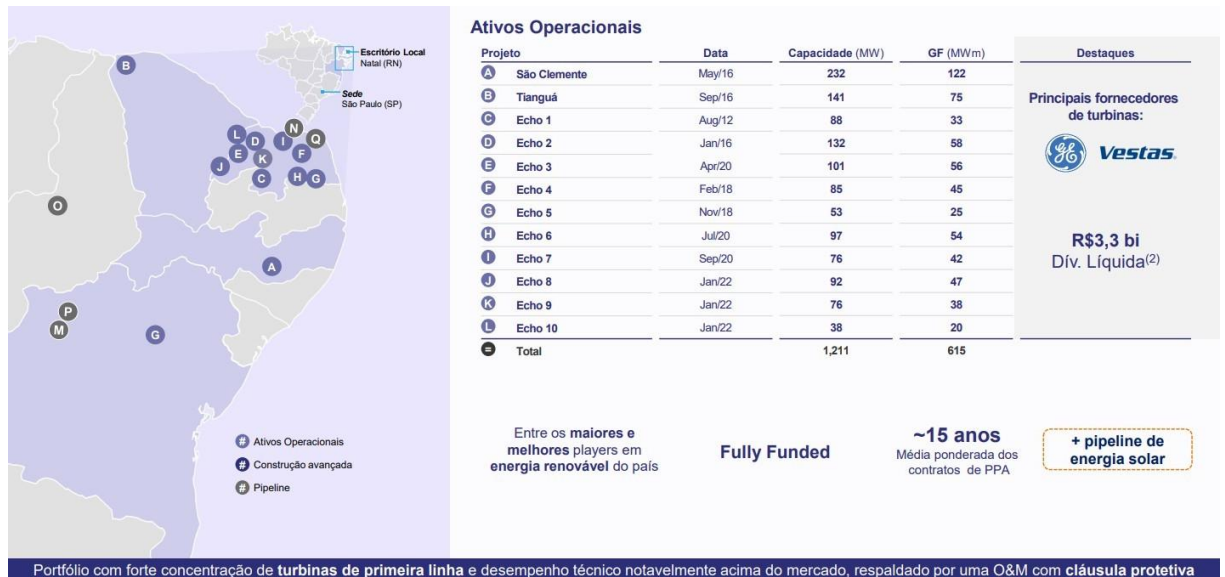 B
Escritório Local
Natal (RN)
Sede
São Paulo (SP)
N
L
D
I
Q
E
K
F
J
C
H
G
O
A
P
M
G
# Ativos Operacionais
# Construção avançada
# Pipeline
Ativos Operacionais
Projeto Data Capacidade (MW) GF (MWm) Destaques
A São Clemente May/16 232 122
B Tianguá Sep/16 141 75
C Echo 1 Aug/12 88 33
D Echo 2 Jan/16 132 58
E Echo 3 Apr/20 101 56
F Echo 4 Feb/18 85 45
G Echo 5 Nov/18 53 25
H Echo 6 Jul/20 97 54
I Echo 7 Sep/20 76 42
J Echo 8 Jan/22 92 47
K Echo 9 Jan/22 76 38
L Echo 10 Jan/22 38 20
= Total 1,211 615
Principais fornecedores
de turbinas:
GE Vestas.
R$3,3 bi
Dív. Líquida(2)
Entre os maiores e
melhores players em
energia renovável do país
Fully Funded
~15 anos
Média ponderada dos
contratos de PPA
+ pipeline de
energia solar
Portfólio com forte concentração de turbinas de primeira linha e desempenho técnico notavelmente acima do mercado, respaldado por uma O&M com cláusula protetiva